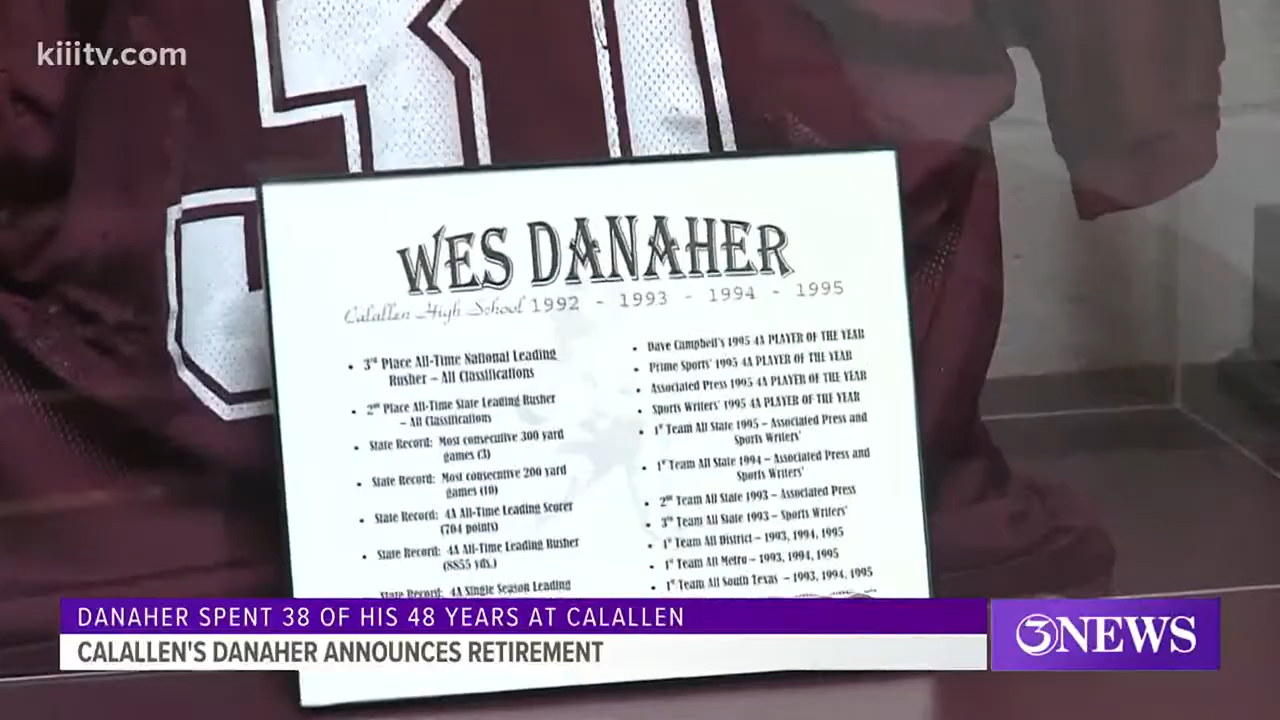 kiiitv.com
31
WES DANAHER
Calallen High School 1992 - 1993 - 1994 - 1995
• 3rd Place All-Time National Leading
Rusher – All Classifications
• 2nd Place All-Time State Leading Rusher
– All Classifications
• State Record: Most consecutive 300 yard
games (3)
• State Record: Most consecutive 200 yard
games (10)
• State Record: 4A All-Time Leading Scorer
(704 points)
• State Record: 4A All-Time Leading Rusher
(8855 yds.)
State Record: 4A Single Season Leading
• Dave Campbell's 1995 4A PLAYER OF THE YEAR
• Prime Sports' 1995 4A PLAYER OF THE YEAR
• Associated Press 1995 4A PLAYER OF THE YEAR
• Sports Writers' 1995 4A PLAYER OF THE YEAR
• 1st Team All State 1995 – Associated Press and
Sports Writers'
• 1st Team All State 1994 – Associated Press and
Sports Writers'
• 2nd Team All State 1993 – Associated Press
• 3rd Team All State 1993 – Sports Writers'
• 1st Team All District – 1993, 1994, 1995
• 1st Team All Metro – 1993, 1994, 1995
• 1st Team All South Texas – 1993, 1994, 1995
DANAHER SPENT 38 OF HIS 48 YEARS AT CALALLEN
CALALLEN'S DANAHER ANNOUNCES RETIREMENT
3NEWS